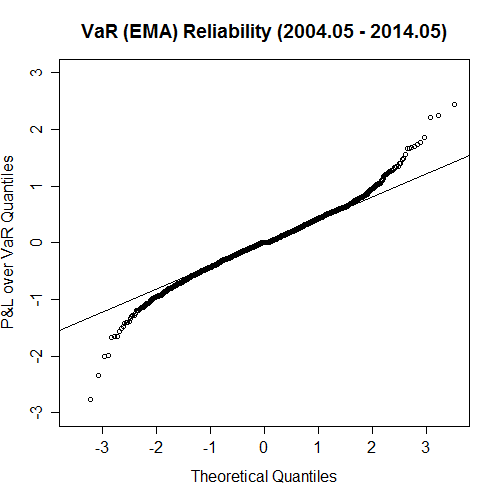 VaR (EMA) Reliability (2004.05 - 2014.05)
P&L over VaR Quantiles
3
2
1
0
-1
-2
-3
-3 -2 -1 0 1 2 3
Theoretical Quantiles